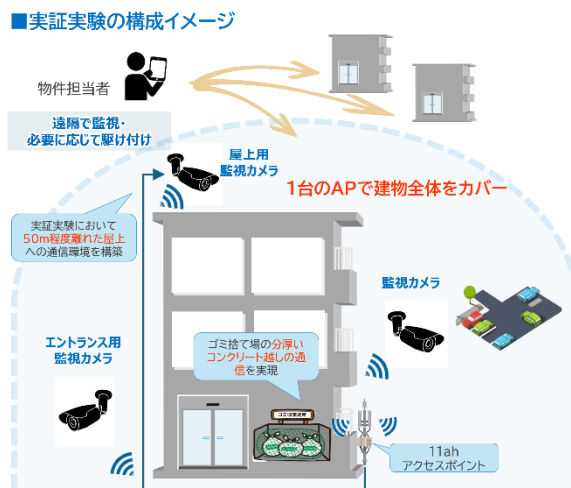 ■実証実験の構成イメージ
物件担当者
遠隔で監視・
必要に応じて駆け付け
屋上用
監視カメラ
1台のAPで建物全体をカバー
実証実験において
50m程度離れた屋上
への通信環境を構築
監視カメラ
エントランス用
監視カメラ
ゴミ捨て場の分厚い
コンクリート越しの通
信を実現
11ah
アクセスポイント